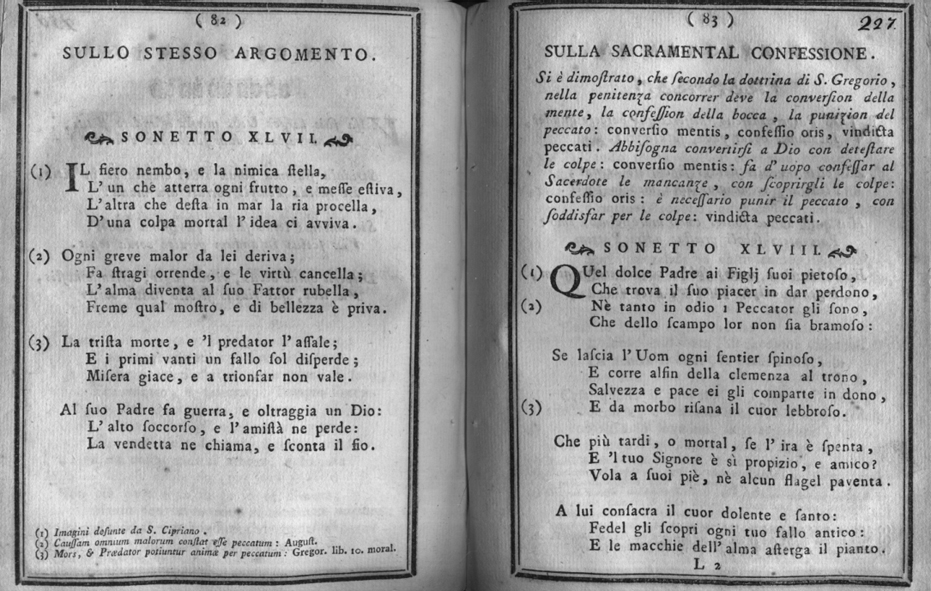 ( 82 )
SULLO STESSO ARGOMENTO.
SONETTO XLVII.
(1) IL fiero nembo, e la nimica ſtella,
L' un che atterra ogni frutto, e meſſe eſtiva,
L' altra che deſta in mar la ria procella,
D' una colpa mortal l' idea ci avviva.
(2) Ogni greve malor da lei deriva;
Fa ſtragi orrende, e le virtù cancella;
L' alma diventa al ſuo Fattor rubella,
Freme qual moſtro, e di bellezza è priva.
(3) La triſta morte, e 'l predator l' aſſale;
E i primi vanti un fallo ſol diſperde;
Miſera giace, e a trionfar non vale.
Al ſuo Padre fa guerra, e oltraggia un Dio:
L' alto ſoccorſo, e l' amiſtà ne perde:
La vendetta ne chiama, e ſconta il fio.
(1) Imagini deſunte da S. Cipriano.
(2) Cauſſam omnium malorum conſtat eſſe peccatum: Auguſt.
(3) Mors, & Prædator potiuntur animæ per peccatum: Gregor. lib. 10. moral.
( 83 )
227.
SULLA SACRAMENTAL CONFESSIONE.
Si è dimoſtrato, che ſecondo la dottrina di S. Gregorio,
nella penitenza concorrer deve la converſion della
mente, la confeſſion della bocca, la punizion del
peccato: converſio mentis, confeſſio oris, vindicta
peccati. Abbiſogna convertirſi a Dio con deteſtare
le colpe: converſio mentis: fa d' uopo confeſſar al
Sacerdote le mancanze, con ſcoprirgli le colpe:
confeſſio oris: è neceſſario punir il peccato, con
ſoddisfar per le colpe: vindicta peccati.
SONETTO XLVIII.
(1) QUel dolce Padre ai Figlj ſuoi pietoſo,
Che trova il ſuo piacer in dar perdono,
(2) Nè tanto in odio i Peccator gli ſono,
Che dello ſcampo lor non ſia bramoſo:
Se laſcia l' Uom ogni ſentier ſpinoſo,
E corre alfin della clemenza al trono,
Salvezza e pace ei gli comparte in dono,
(3) E da morbo riſana il cuor lebbroſo.
Che più tardi, o mortal, ſe l' ira è ſpenta,
E 'l tuo Signore è sì propizio, e amico?
Vola a ſuoi piè, nè alcun flagel paventa.
A lui conſacra il cuor dolente e ſanto:
Fedel gli ſcopri ogni tuo fallo antico:
E le macchie dell' alma aſterga il pianto.
L 2